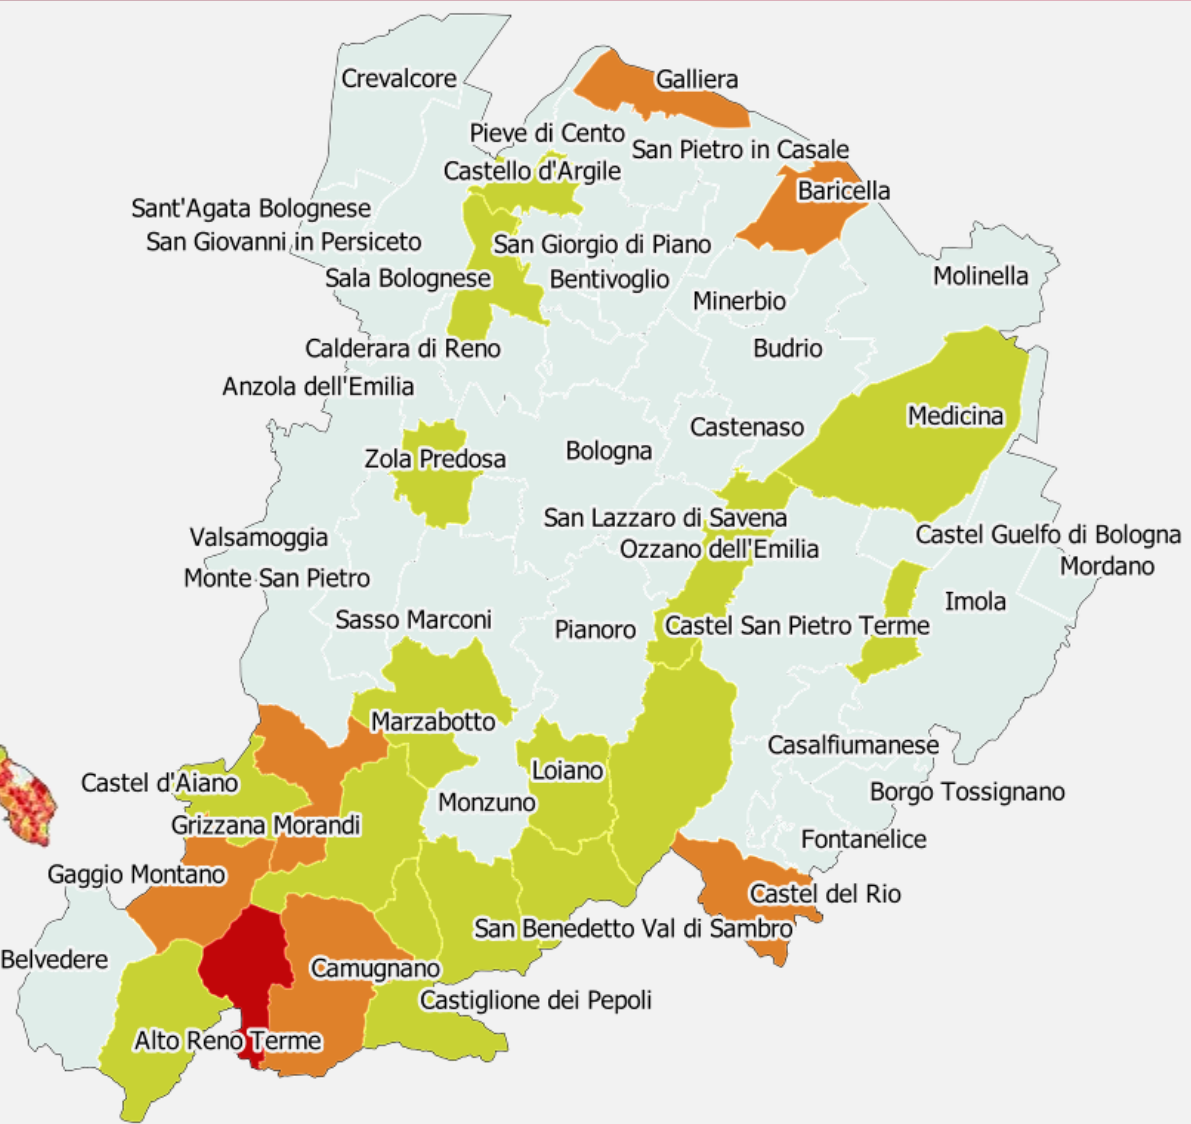 Crevalcore
Galliera
Pieve di Cento
San Pietro in Casale
Castello d'Argile
Baricella
Sant'Agata Bolognese
San Giovanni in Persiceto
San Giorgio di Piano
Sala Bolognese
Bentivoglio
Molinella
Minerbio
Calderara di Reno
Budrio
Anzola dell'Emilia
Medicina
Castenaso
Bologna
Zola Predosa
San Lazzaro di Savena
Castel Guelfo di Bologna
Valsamoggia
Ozzano dell'Emilia
Mordano
Monte San Pietro
Imola
Sasso Marconi
Pianoro
Castel San Pietro Terme
Marzabotto
Casalfiumanese
Loiano
Castel d'Aiano
Borgo Tossignano
Monzuno
Grizzana Morandi
Fontanelice
Gaggio Montano
Castel del Rio
San Benedetto Val di Sambro
Belvedere
Camugnano
Castiglione dei Pepoli
Alto Reno Terme